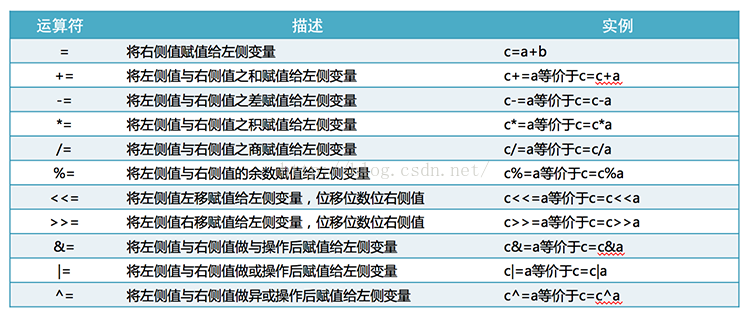 运算符 描述 实例
= 将右侧值赋值给左侧变量 c=a+b
+= 将左侧值与右侧值之和赋值给左侧变量 c+=a等价于c=c+a
-= 将左侧值与右侧值之差赋值给左侧变量 c-=a等价于c=c-a
*= 将左侧值与右侧值之积赋值给左侧变量 c*=a等价于c=c*a
/= 将左侧值与右侧值之商赋值给左侧变量 c/=a等价于c=c/a
%= 将左侧值与右侧值的余数赋值给左侧变量 c%=a等价于c=c%a
<<= 将左侧值左移赋值给左侧变量，位移位数位右侧值 c<<=a等价于c=c<<a
>>= 将左侧值右移赋值给左侧变量，位移位数位右侧值 c>>=a等价于c=c>>a
&= 将左侧值与右侧值做与操作后赋值给左侧变量 c&=a等价于c=c&a
|= 将左侧值与右侧值做或操作后赋值给左侧变量 c|=a等价于c=c|a
^= 将左侧值与右侧值做异或操作后赋值给左侧变量 c^=a等价于c=c^a